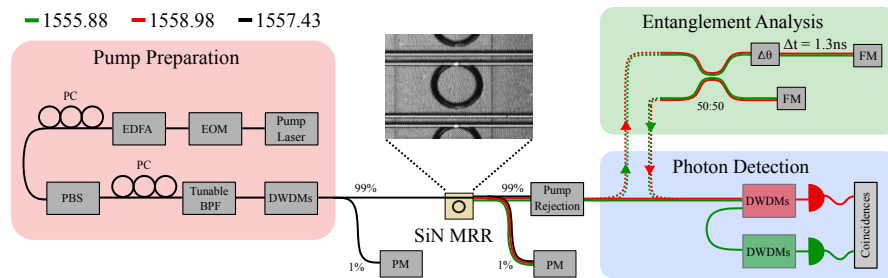 1555.88
1558.98
1557.43
Pump Preparation
PC
EDFA
EOM
Pump
Laser
PC
PBS
Tunable
BPF
DWDMs
99%
1%
PM
SiN MRR
99%
1%
PM
Pump
Rejection
Entanglement Analysis
Δθ
Δt = 1.3ns
FM
50:50
FM
Photon Detection
DWDMs
DWDMs
Coincidences